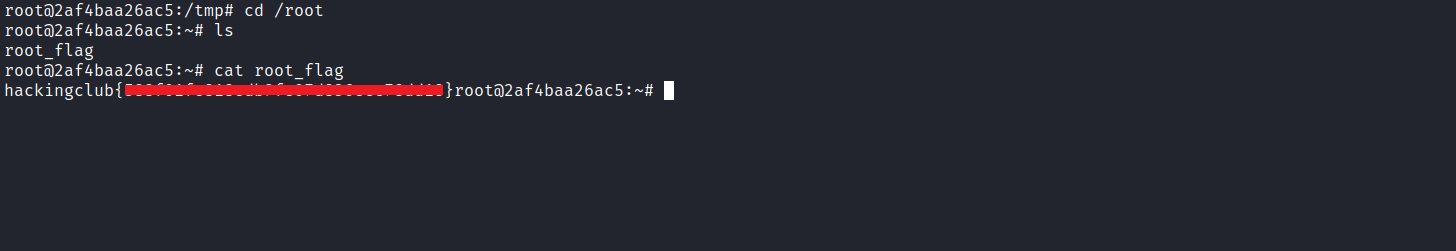 root@2af4baa26ac5:/tmp# cd /root
root@2af4baa26ac5:~# ls
root_flag
root@2af4baa26ac5:~# cat root_flag
hackingclub{}root@2af4baa26ac5:~#